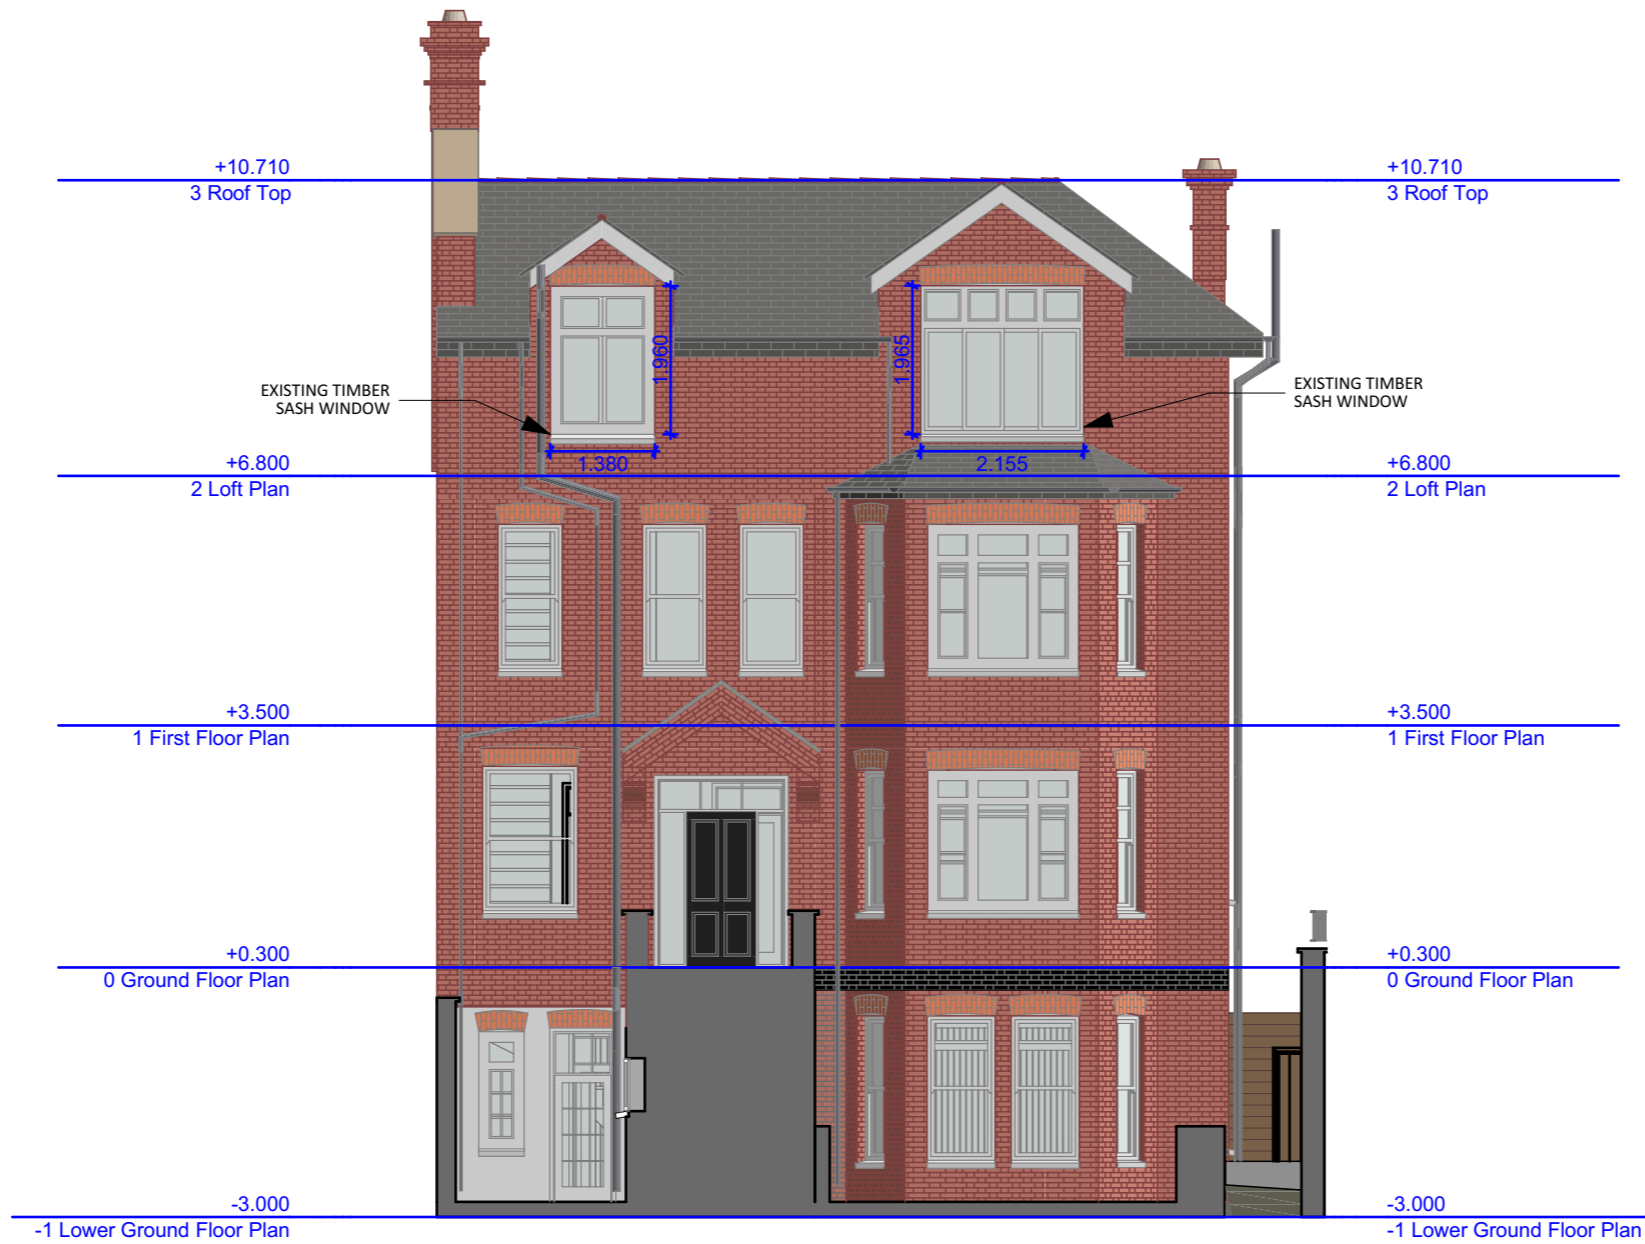 +10.710
3 Roof Top
+10.710
3 Roof Top
1.960
1.965
EXISTING TIMBER
SASH WINDOW
EXISTING TIMBER
SASH WINDOW
1.380
2.155
+6.800
2 Loft Plan
+6.800
2 Loft Plan
+3.500
1 First Floor Plan
+3.500
1 First Floor Plan
+0.300
0 Ground Floor Plan
+0.300
0 Ground Floor Plan
-3.000
-1 Lower Ground Floor Plan
-3.000
-1 Lower Ground Floor Plan